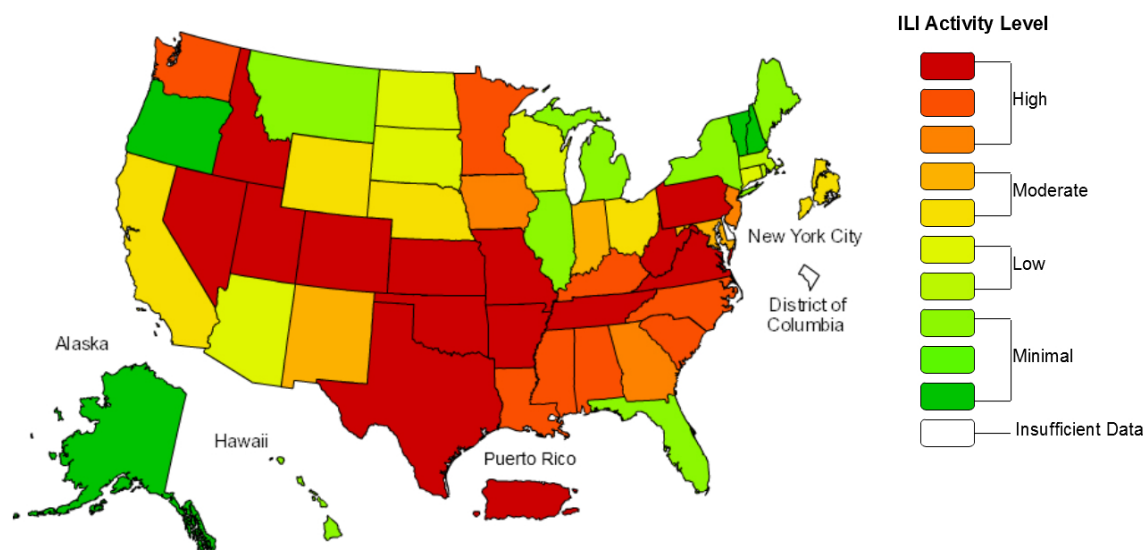 ILI Activity Level
High
Moderate
New York City
Low
District of
Columbia
Alaska
Minimal
Hawaii
Insufficient Data
Puerto Rico